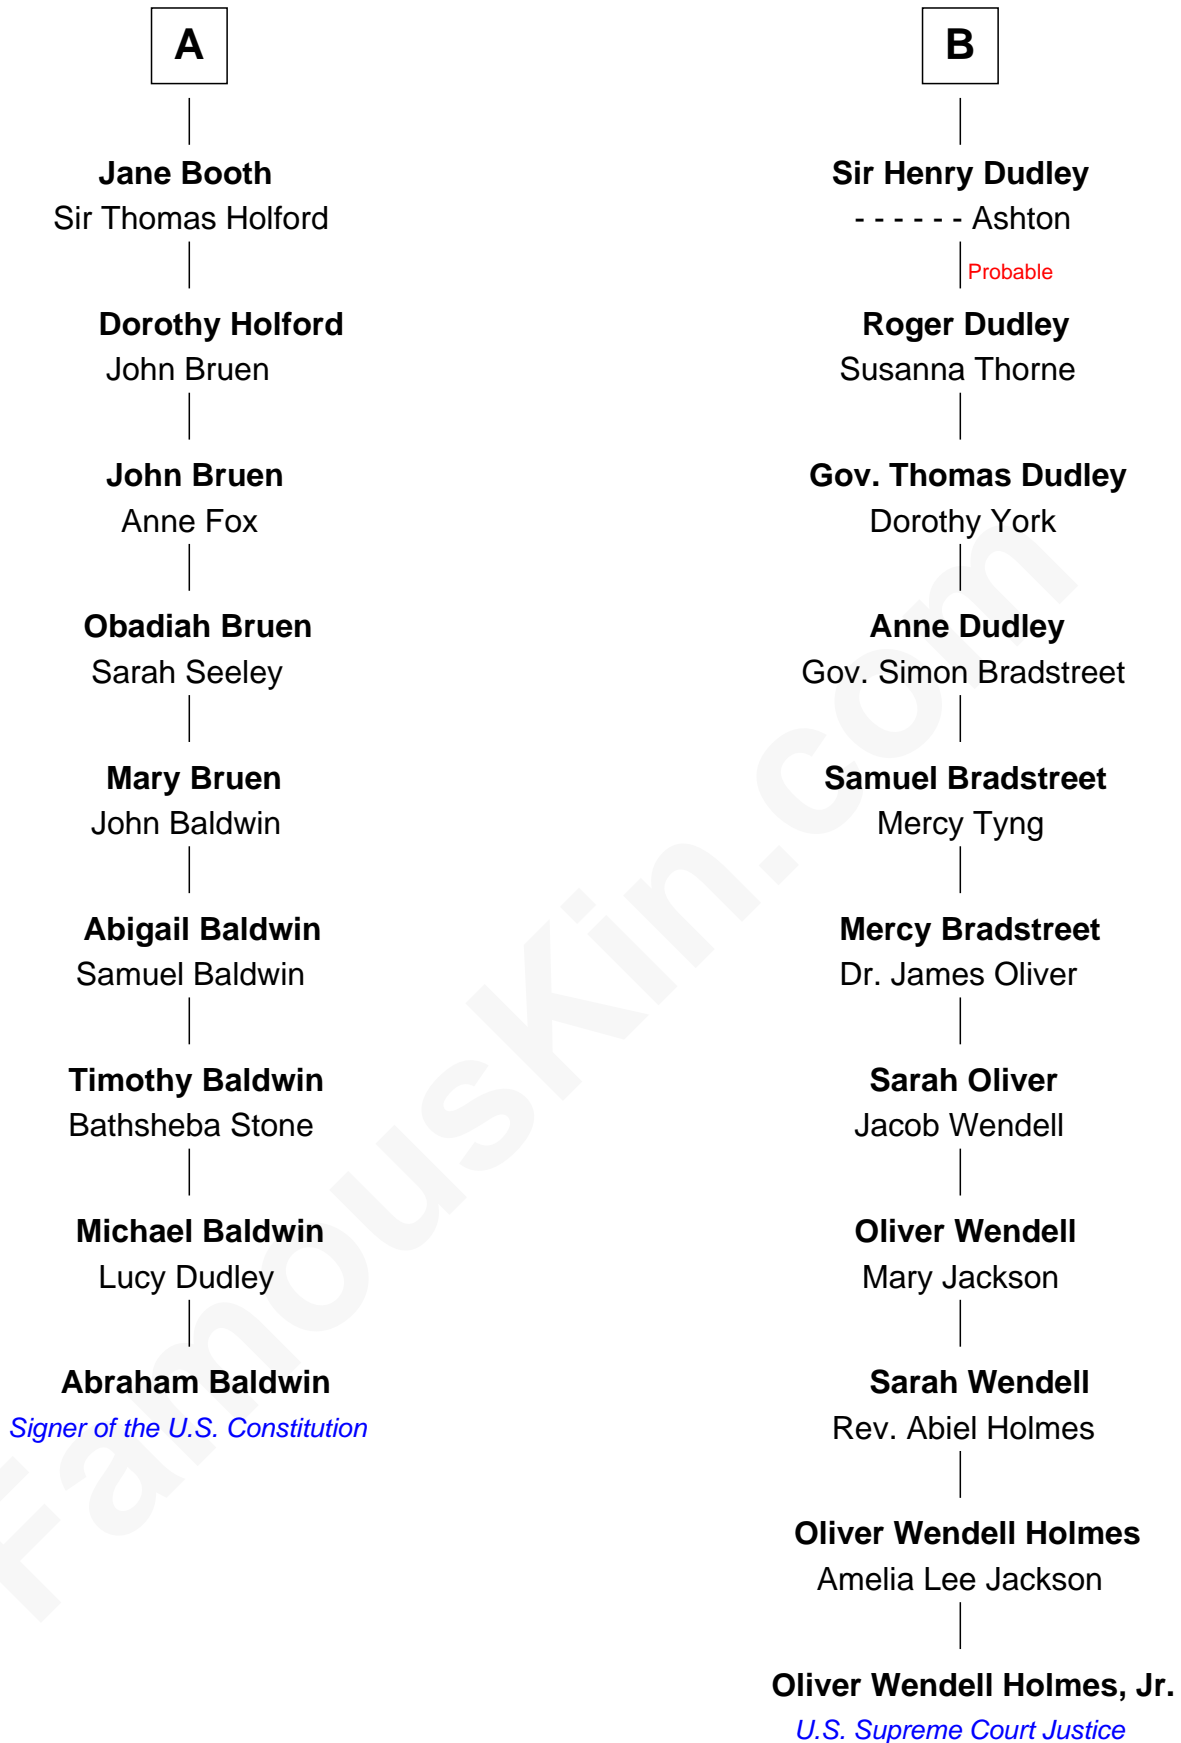 A
Jane Booth
Sir Thomas Holford
Dorothy Holford
John Bruen
John Bruen
Anne Fox
Obadiah Bruen
Sarah Seeley
Mary Bruen
John Baldwin
Abigail Baldwin
Samuel Baldwin
Timothy Baldwin
Bathsheba Stone
Michael Baldwin
Lucy Dudley
Abraham Baldwin
Signer of the U.S. Constitution
B
Sir Henry Dudley
- - - - - - Ashton
Probable
Roger Dudley
Susanna Thorne
Gov. Thomas Dudley
Dorothy York
Anne Dudley
Gov. Simon Bradstreet
Samuel Bradstreet
Mercy Tyng
Mercy Bradstreet
Dr. James Oliver
Sarah Oliver
Jacob Wendell
Oliver Wendell
Mary Jackson
Sarah Wendell
Rev. Abiel Holmes
Oliver Wendell Holmes
Amelia Lee Jackson
Oliver Wendell Holmes, Jr.
U.S. Supreme Court Justice
FamousKin.com